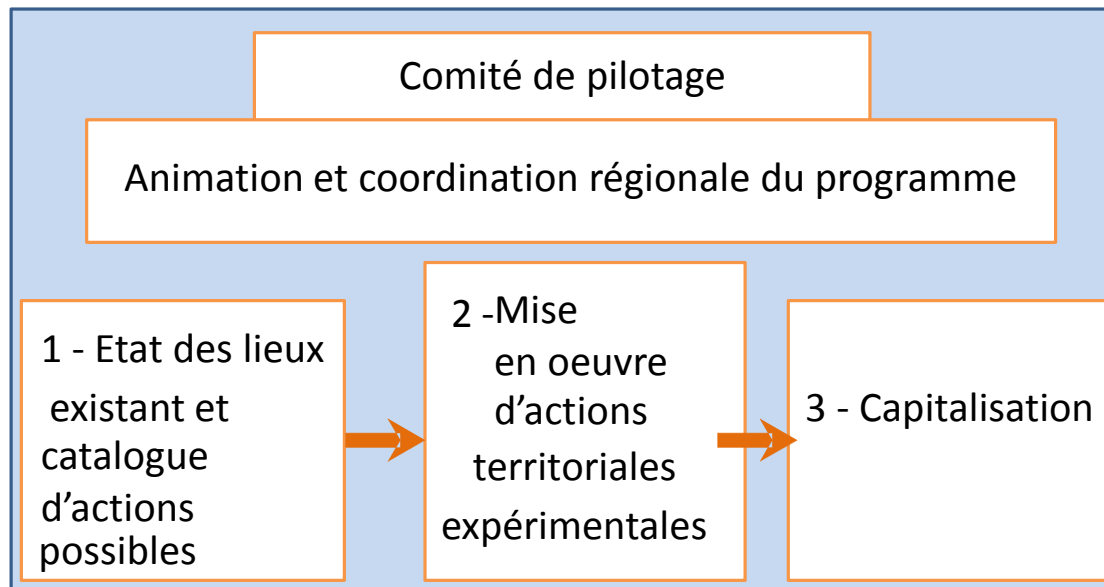 Comité de pilotage
Animation et coordination régionale du programme
1 - Etat des lieux
existant et
catalogue
d’actions
possibles
2 -Mise
en oeuvre
d’actions
territoriales
expérimentales
3 - Capitalisation